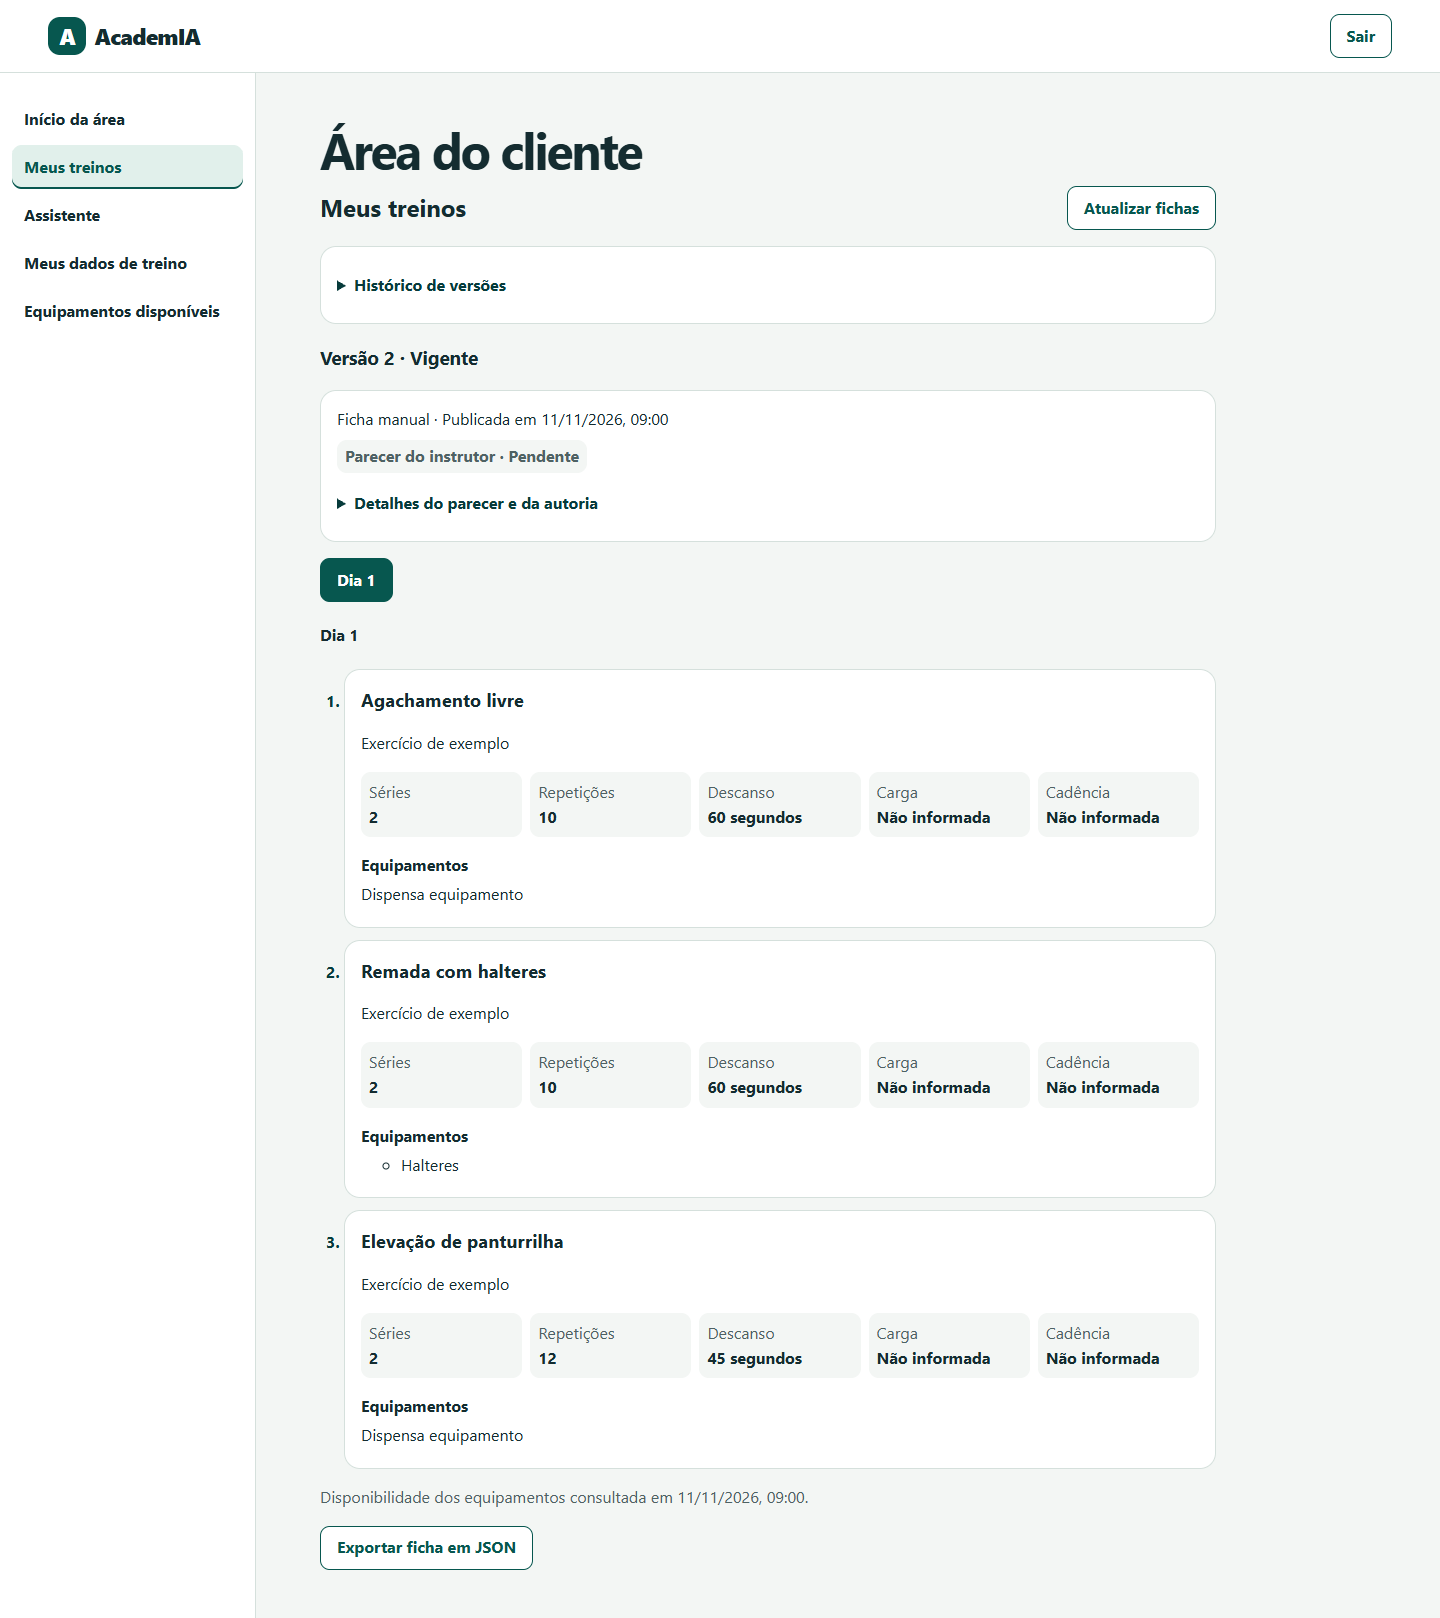 A AcademIA
Sair
Início da área
Meus treinos
Assistente
Meus dados de treino
Equipamentos disponíveis
Área do cliente
Meus treinos
Atualizar fichas
Histórico de versões
Versão 2 · Vigente
Ficha manual · Publicada em 11/11/2026, 09:00
Parecer do instrutor · Pendente
Detalhes do parecer e da autoria
Dia 1
Dia 1
1. Agachamento livre
Exercício de exemplo
Séries Repetições Descanso Carga Cadência
2 10 60 segundos Não informada Não informada
Equipamentos
Dispensa equipamento
2. Remada com halteres
Exercício de exemplo
Séries Repetições Descanso Carga Cadência
2 10 60 segundos Não informada Não informada
Equipamentos
Halteres
3. Elevação de panturrilha
Exercício de exemplo
Séries Repetições Descanso Carga Cadência
2 12 45 segundos Não informada Não informada
Equipamentos
Dispensa equipamento
Disponibilidade dos equipamentos consultada em 11/11/2026, 09:00.
Exportar ficha em JSON